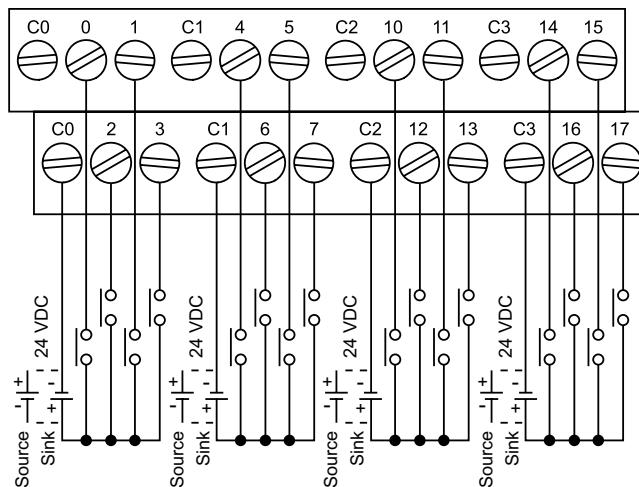 C0 0 1 C1 4 5 C2 10 11 C3 14 15
C0 2 3 C1 6 7 C2 12 13 C3 16 17
24 VDC 24 VDC 24 VDC 24 VDC
+ - + - + - + -
- + - + - + - +
Source Sink Source Sink Source Sink Source Sink